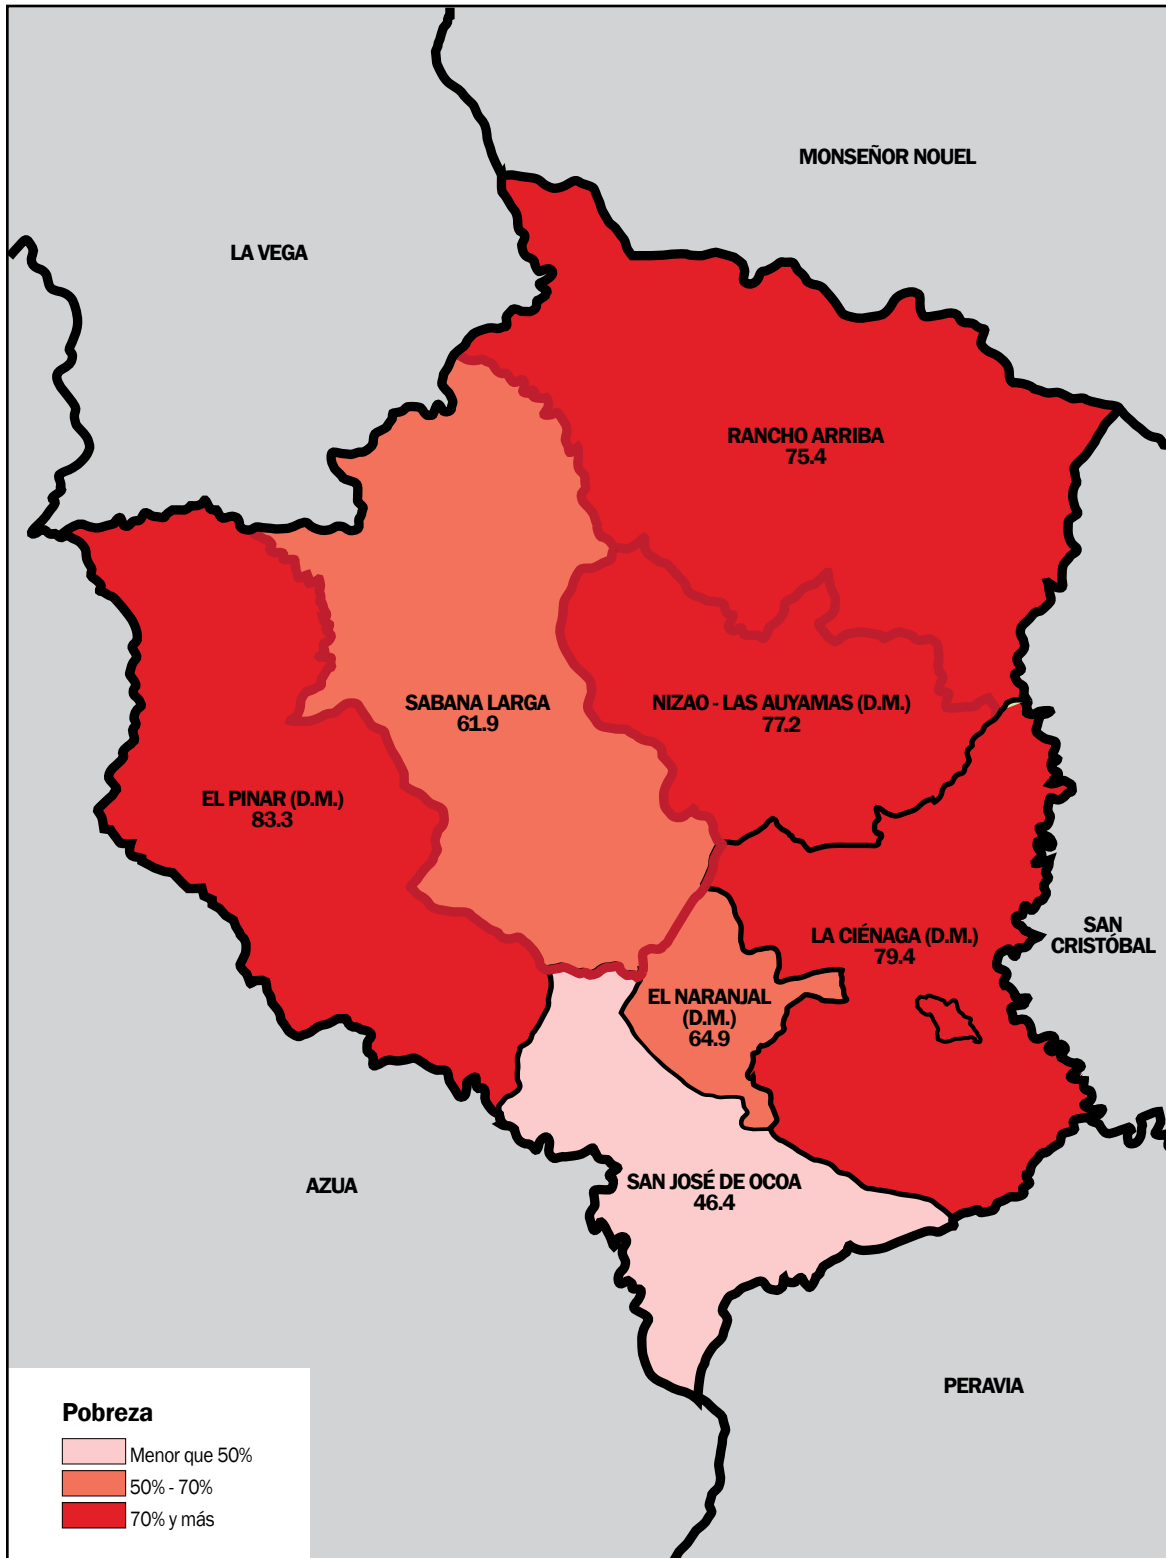 MONSEÑOR NOUEL
LA VEGA
RANCHO ARRIBA
75.4
SABANA LARGA
61.9
NIZAO - LAS AUYAMAS (D.M.)
77.2
EL PINAR (D.M.)
83.3
LA CIÉNAGA (D.M.)
79.4
SAN
CRISTÓBAL
EL NARANJAL
(D.M.)
64.9
AZUA
SAN JOSÉ DE OCOA
46.4
PERAVIA
Pobreza
Menor que 50%
50% - 70%
70% y más